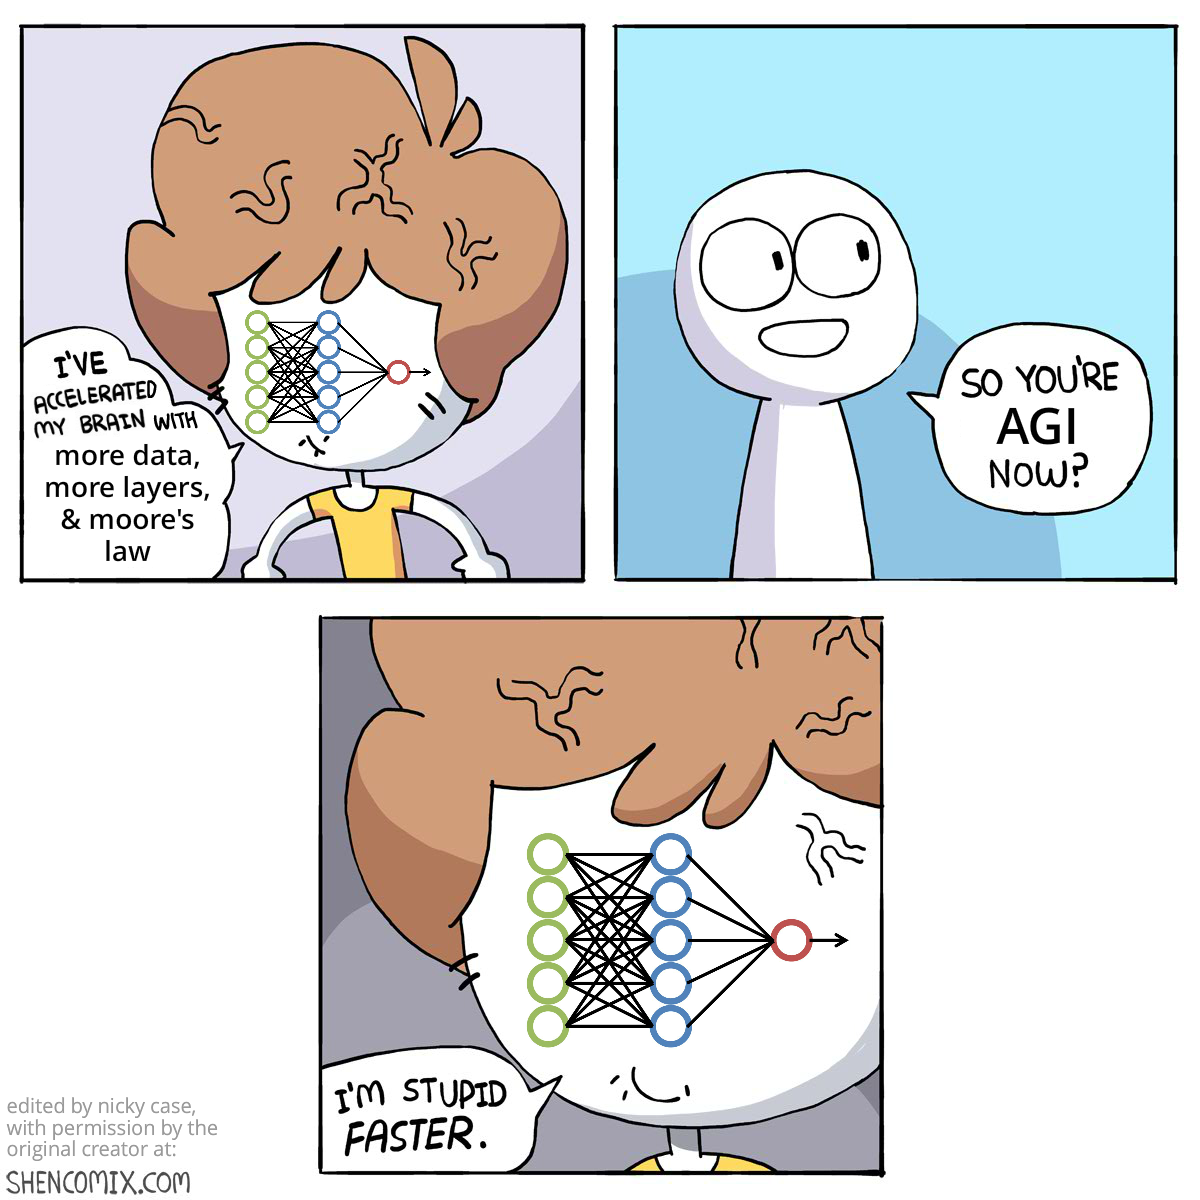 I'VE
ACCELERATED
MY BRAIN WITH
more data,
more layers,
& moore's
law
SO YOU'RE
AGI
NOW?
I'M STUPID
FASTER.
edited by nicky case,
with permission by the
original creator at:
SHENCOMIX.COM